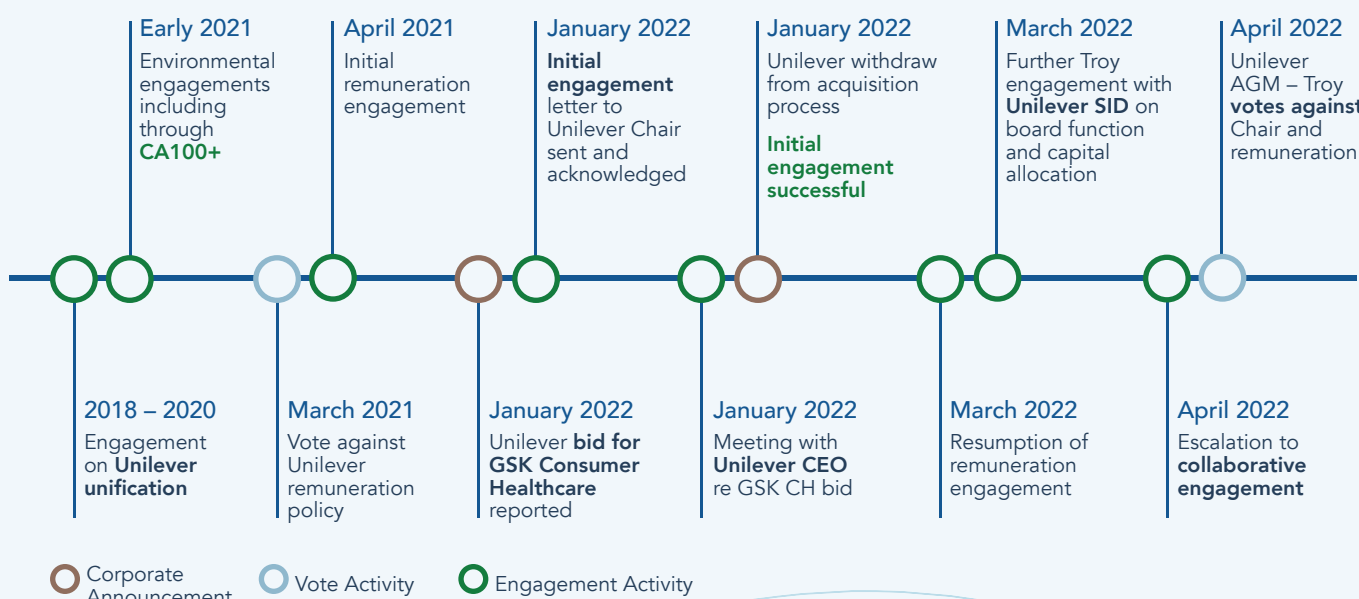 Early 2021
Environmental
engagements
including
through
CA100+
April 2021
Initial
remuneration
engagement
January 2022
Initial
engagement
letter to
Unilever Chair
sent and
acknowledged
January 2022
Unilever withdraw
from acquisition
process
Initial
engagement
successful
March 2022
Further Troy
engagement with
Unilever SID on
board function
and capital
allocation
April 2022
Unilever
AGM – Troy
votes against
Chair and
remuneration
2018 – 2020
Engagement
on Unilever
unification
March 2021
Vote against
Unilever
remuneration
policy
January 2022
Unilever bid for
GSK Consumer
Healthcare
reported
January 2022
Meeting with
Unilever CEO
re GSK CH bid
March 2022
Resumption of
remuneration
engagement
April 2022
Escalation to
collaborative
engagement
Corporate
Announcement
Vote Activity
Engagement Activity